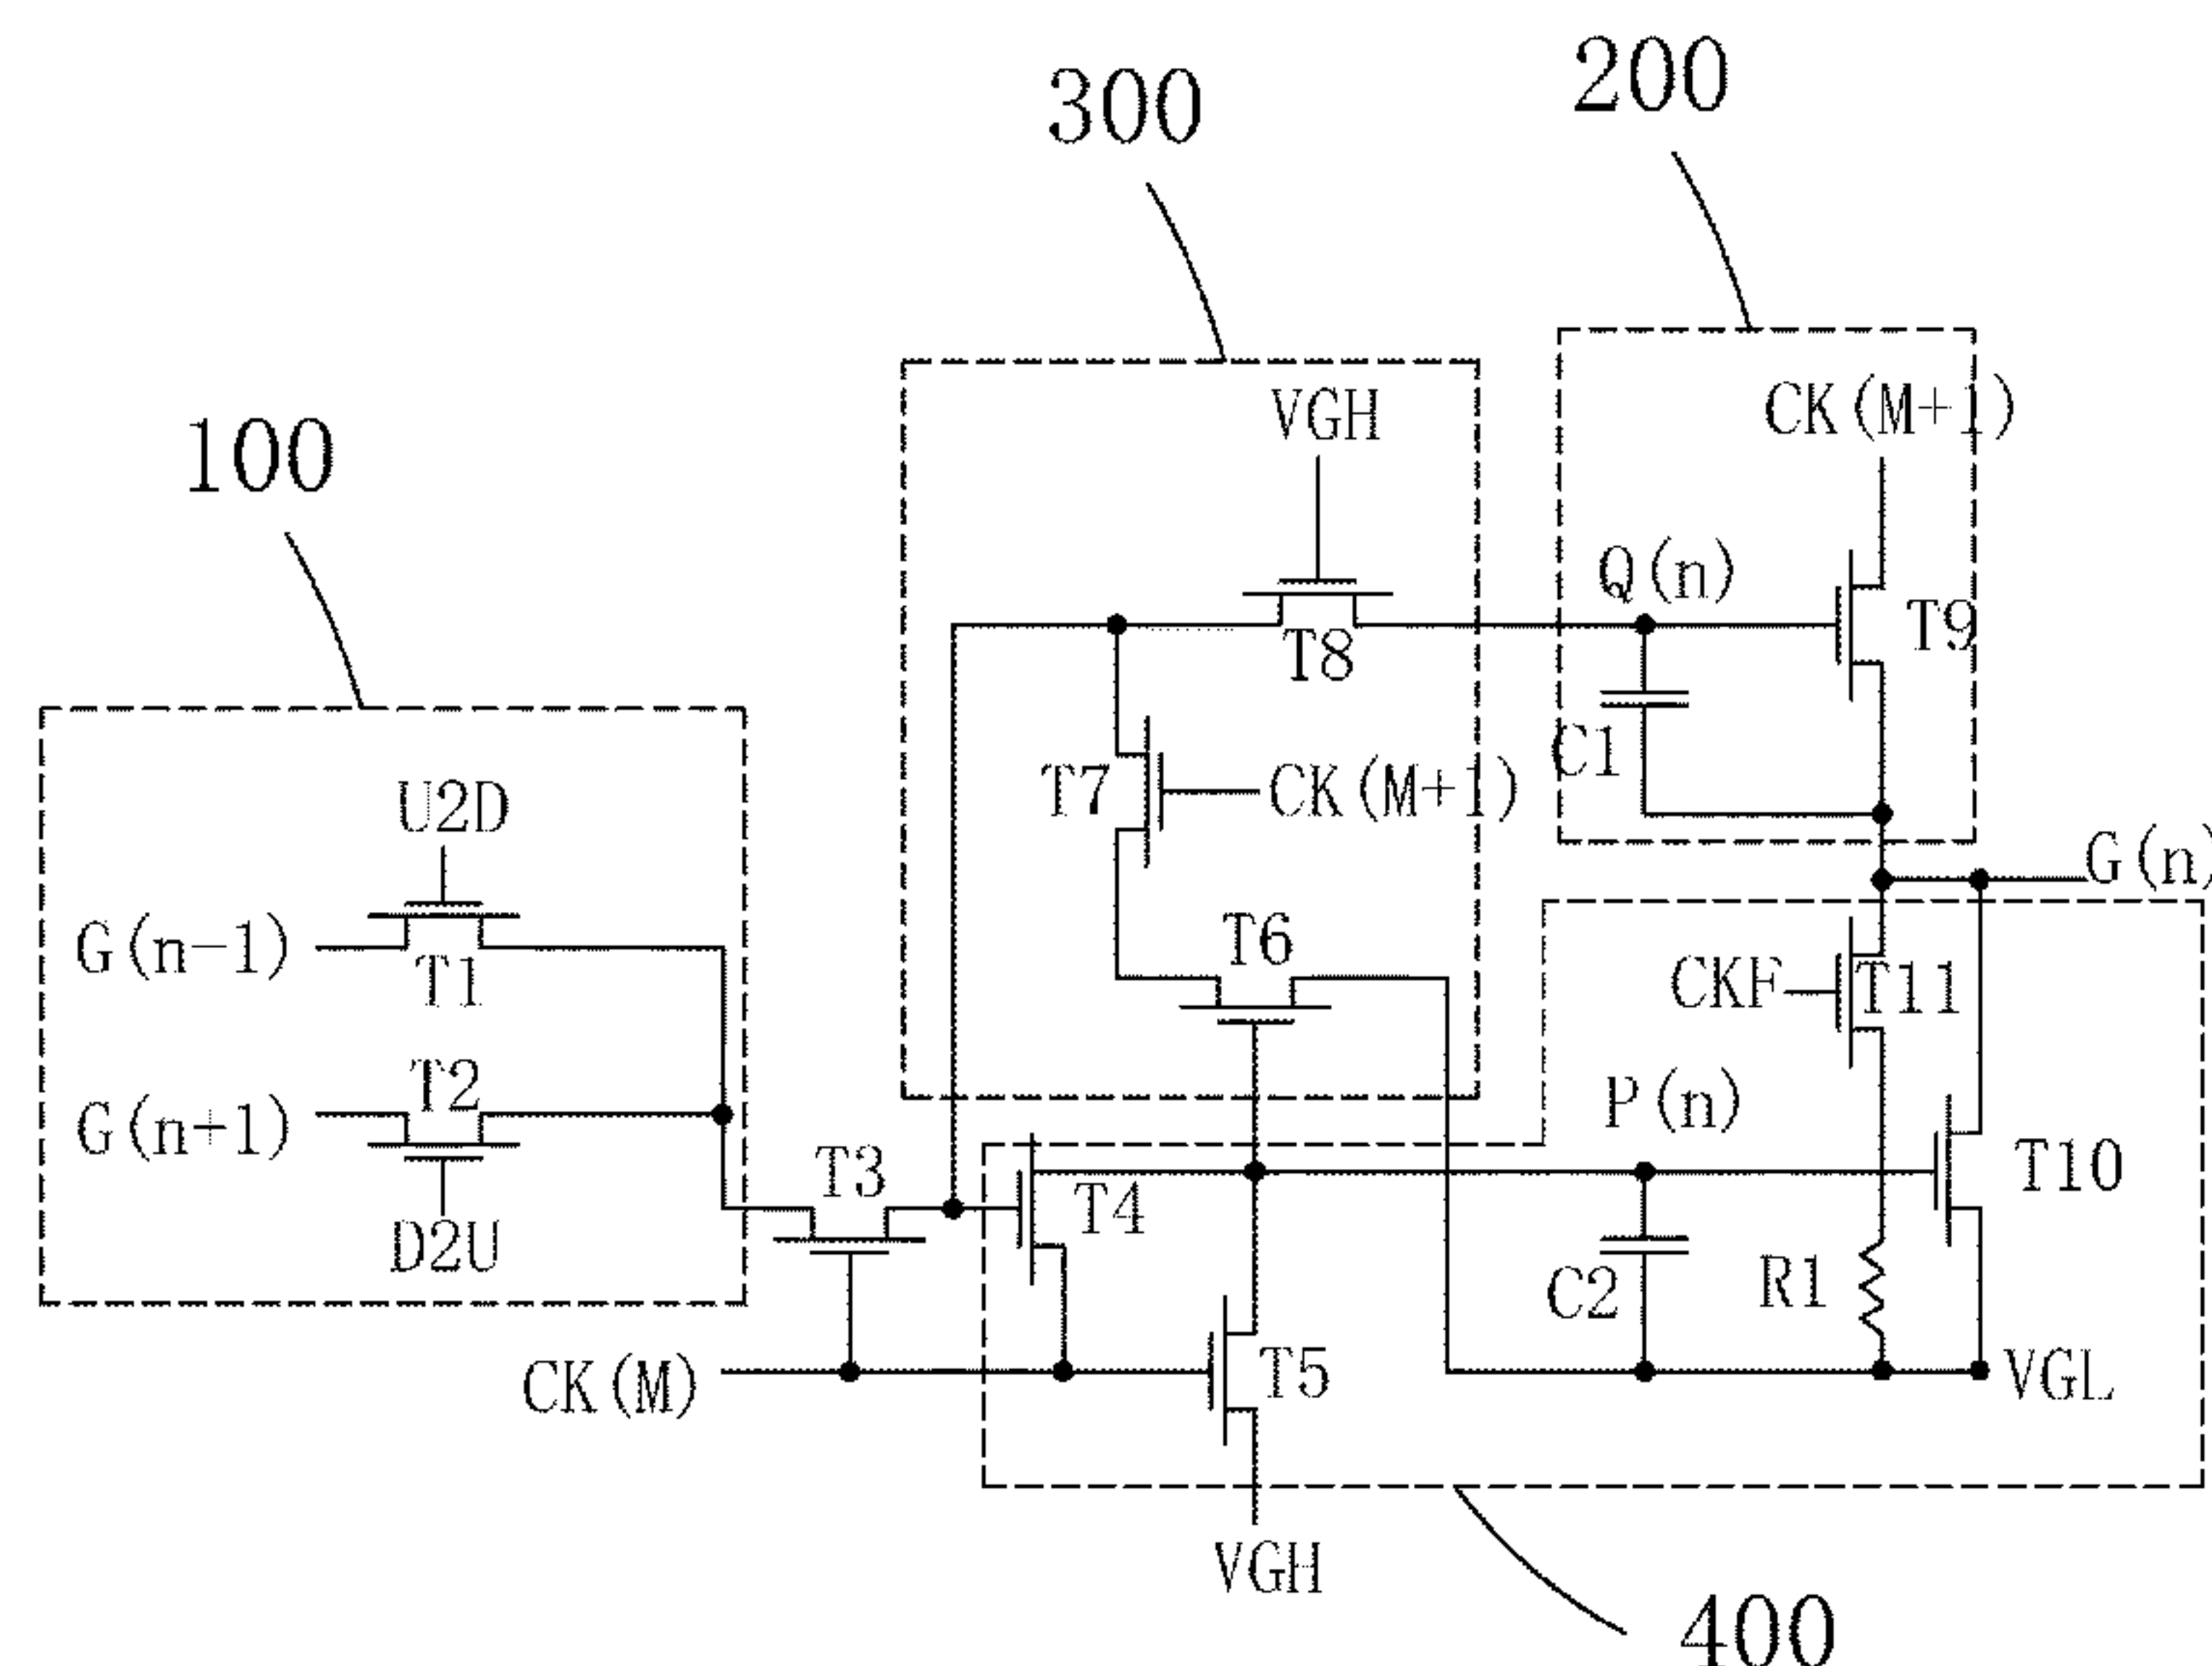 200
300
VGH
CK(M+1)
100
Q(n)
T9
T8
C1
U2D
T7
CK(M+1)
G(n)
T6
G(n-1)
T1
CKF
T11
T2
P(n)
G(n+1)
T3
T4
T10
D2U
C2
R1
CK(M)
T5
VGL
VGH
400